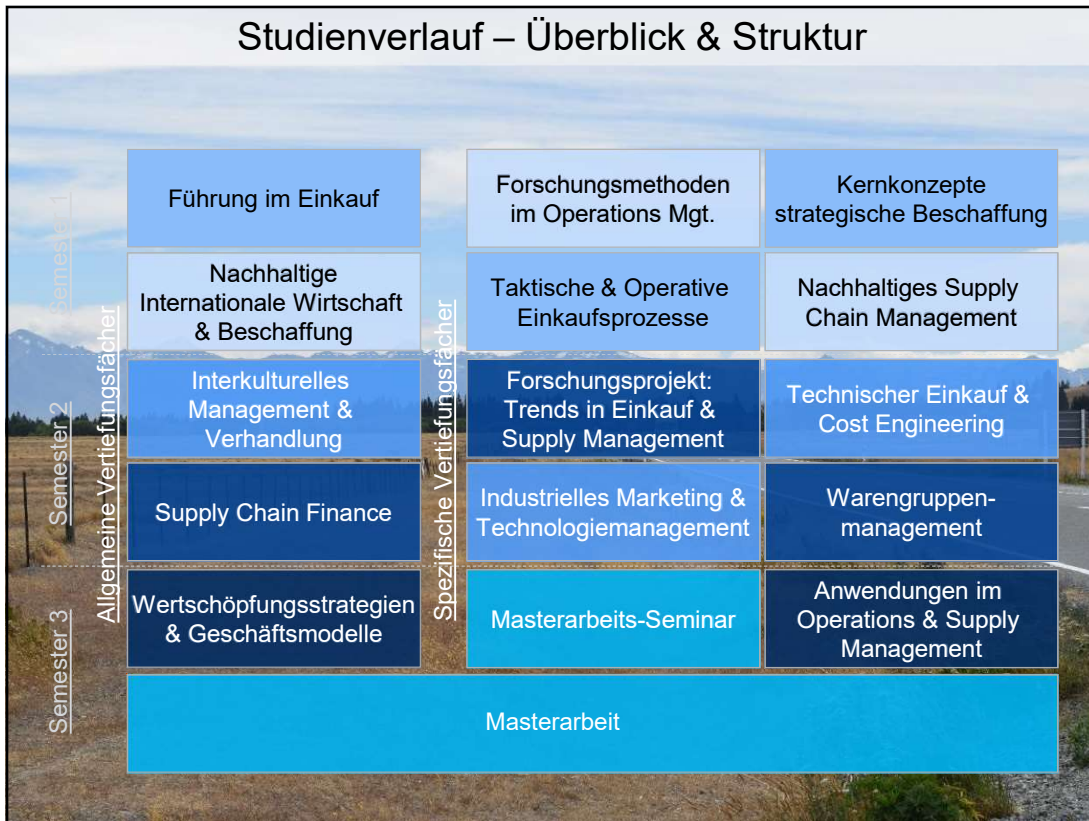 Studienverlauf – Überblick & Struktur
Semester 1
Semester 2
Semester 3
Allgemeine Vertiefungsfächer
Führung im Einkauf
Nachhaltige
Internationale Wirtschaft
& Beschaffung
Interkulturelles
Management &
Verhandlung
Supply Chain Finance
Wertschöpfungsstrategien
& Geschäftsmodelle
Spezifische Vertiefungsfächer
Forschungsmethoden
im Operations Mgt.
Kernkonzepte
strategische Beschaffung
Taktische & Operative
Einkaufsprozesse
Nachhaltiges Supply
Chain Management
Forschungsprojekt:
Trends in Einkauf &
Supply Management
Technischer Einkauf &
Cost Engineering
Industrielles Marketing &
Technologiemanagement
Warengruppen-
management
Masterarbeits-Seminar
Anwendungen im
Operations & Supply
Management
Masterarbeit